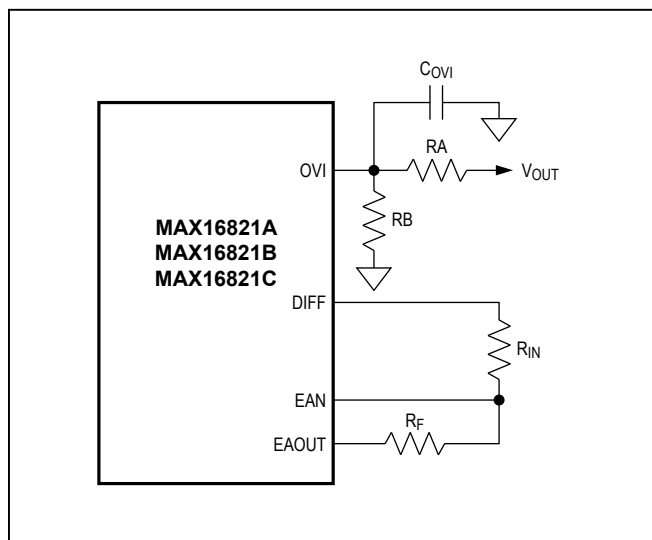 C_OVI
RA
OVI
V_OUT
RB
MAX16821A
MAX16821B
MAX16821C
DIFF
R_IN
EAN
R_F
EAOUT